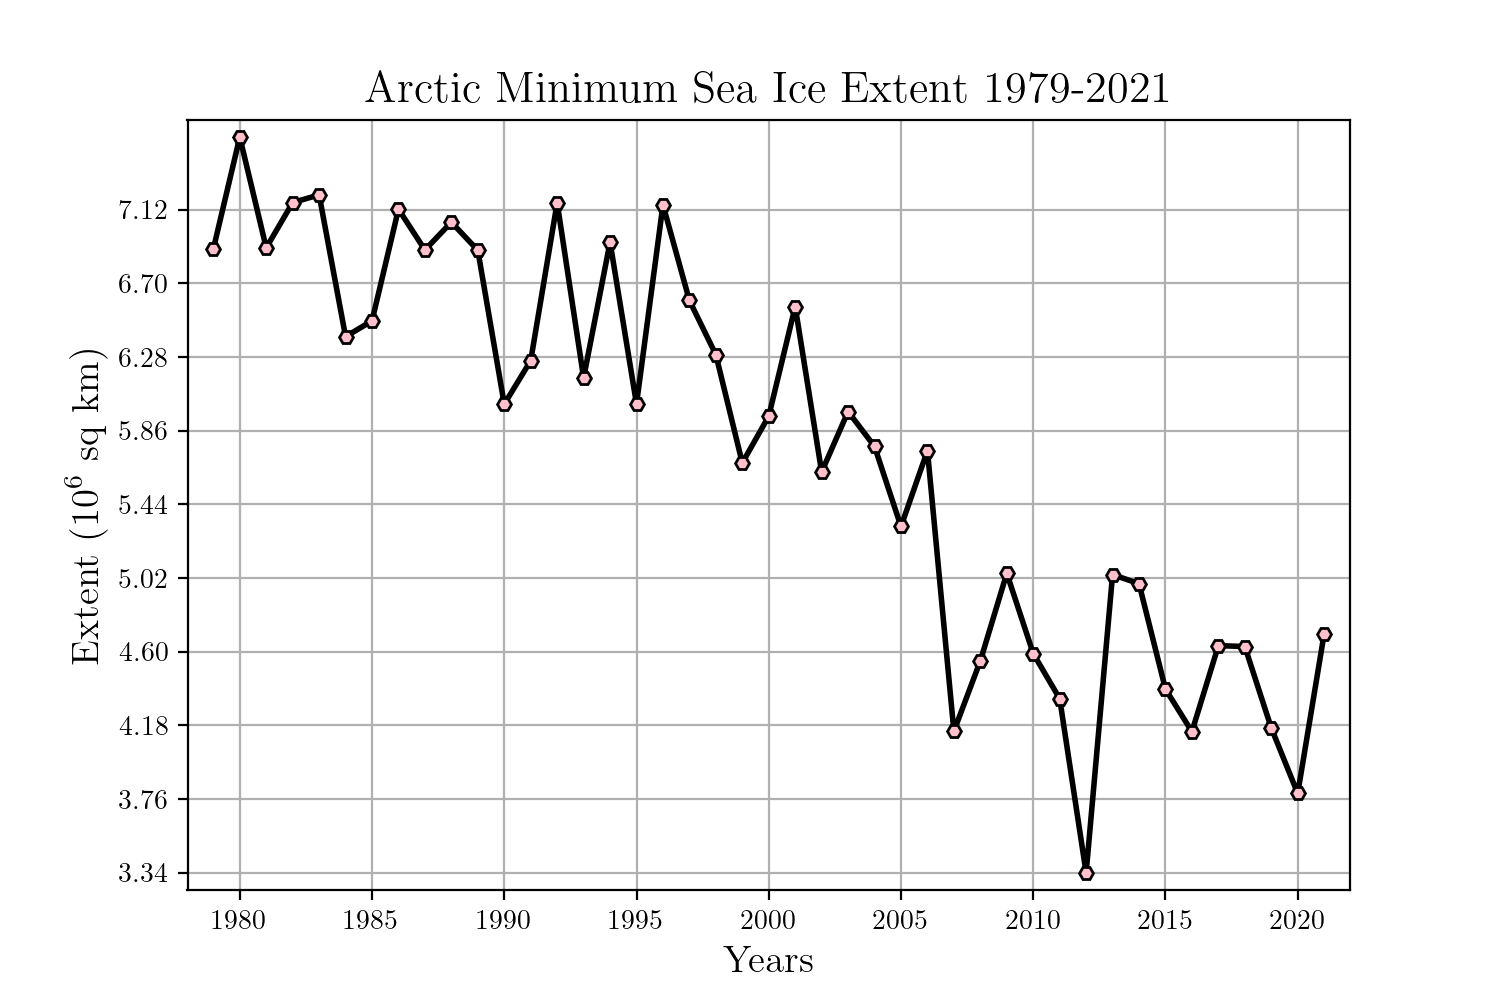 Arctic Minimum Sea Ice Extent 1979-2021
Extent (10⁶ sq km)
7.12
6.70
6.28
5.86
5.44
5.02
4.60
4.18
3.76
3.34
1980 1985 1990 1995 2000 2005 2010 2015 2020
Years